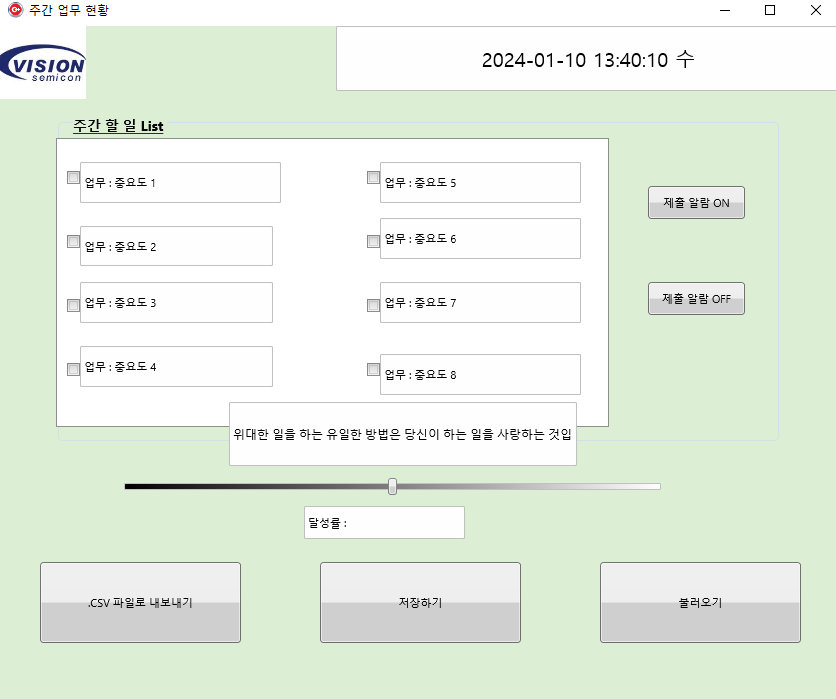 주간 업무 현황
VISION
semicon
2024-01-10 13:40:10 수
주간 할 일 List
업무 : 중요도 1
업무 : 중요도 5
업무 : 중요도 2
업무 : 중요도 6
업무 : 중요도 3
업무 : 중요도 7
업무 : 중요도 4
업무 : 중요도 8
제출 알람 ON
제출 알람 OFF
위대한 일을 하는 유일한 방법은 당신이 하는 일을 사랑하는 것입
달성률 :
.CSV 파일로 내보내기
저장하기
불러오기